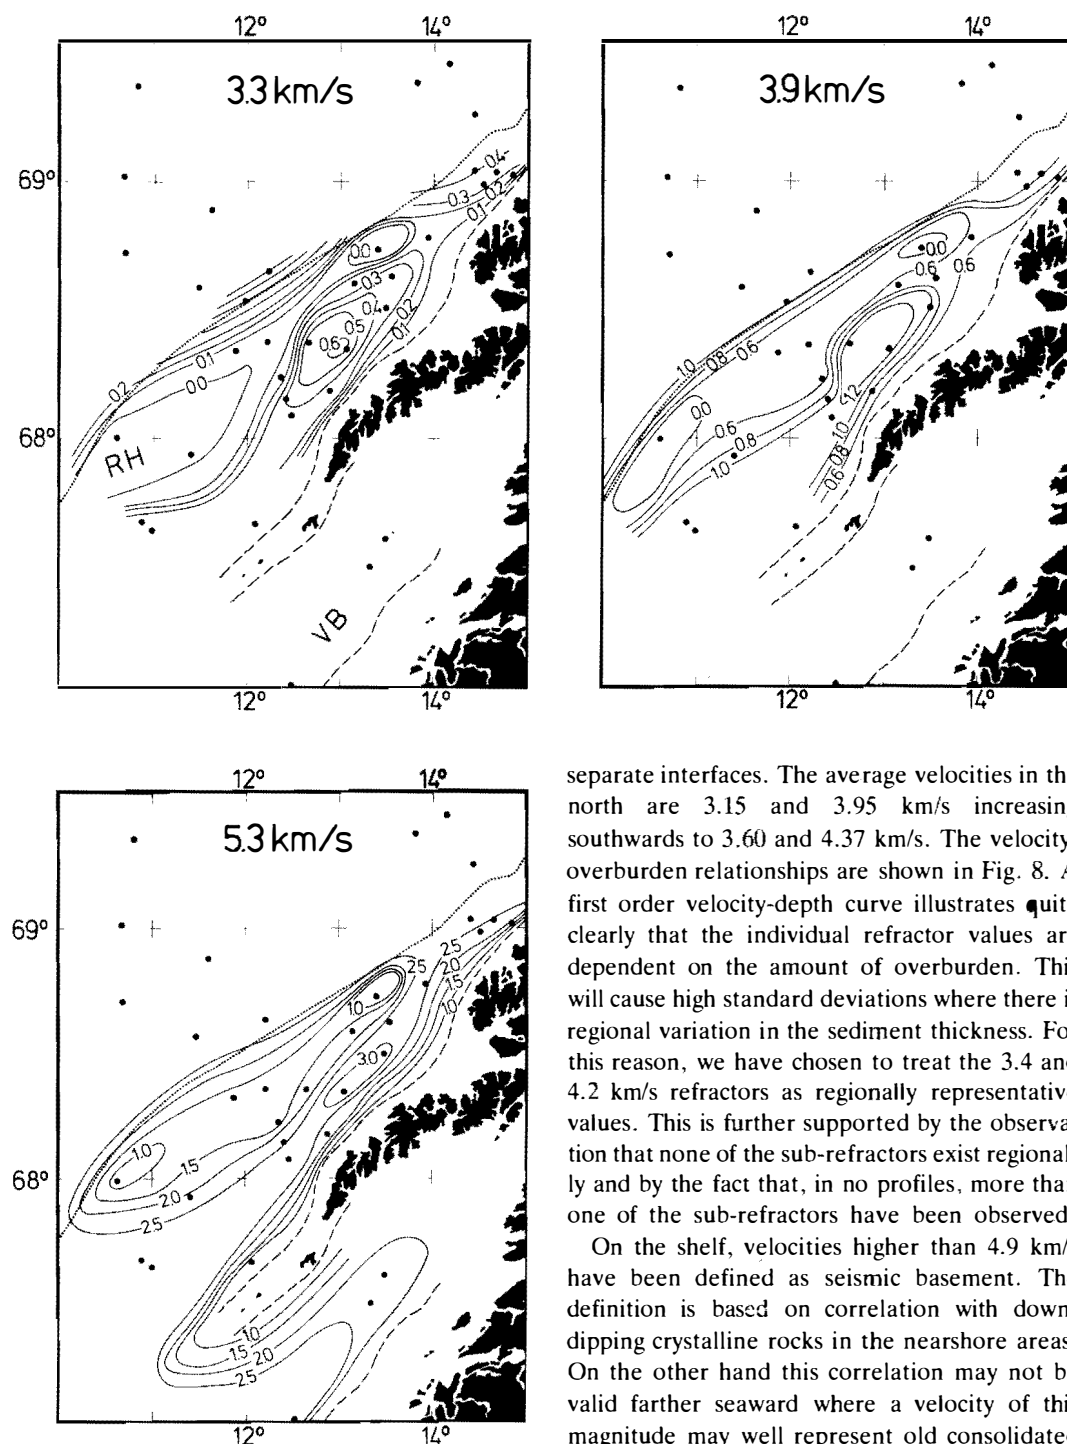 12° 14°
3.3 km/s
69°
0.4
0.3
0.2
0.1
0.0
0.3
0.4
0.2
0.5
0.1
0.6
0.1
0.2
0.0
68°
RH
VB
12° 14°
12° 14°
3.9 km/s
0.0
0.6
0.6
1.0
0.8
0.6
1.2
0.0
0.6
0.8
1.0
1.0
0.8
0.6
12° 14°
12° 14°
5.3 km/s
69°
2.5
2.0
1.5
1.0
2.5
1.0
3.0
1.0
1.5
2.0
2.5
68°
1.0
1.5
2.0
2.5
12° 14°
separate interfaces. The average velocities in th
north are 3.15 and 3.95 km/s increasin
southwards to 3.60 and 4.37 km/s. The velocity
overburden relationships are shown in Fig. 8. A
first order velocity-depth curve illustrates quit
clearly that the individual refractor values ar
dependent on the amount of overburden. Thi
will cause high standard deviations where there i
regional variation in the sediment thickness. Fo
this reason, we have chosen to treat the 3.4 and
4.2 km/s refractors as regionally representative
values. This is further supported by the observa
tion that none of the sub-refractors exist regional
ly and by the fact that, in no profiles, more tha
one of the sub-refractors have been observed
On the shelf, velocities higher than 4.9 km/
have been defined as seismic basement. Th
definition is based on correlation with down
dipping crystalline rocks in the nearshore areas
On the other hand this correlation may not b
valid farther seaward where a velocity of thi
magnitude may well represent old consolidate